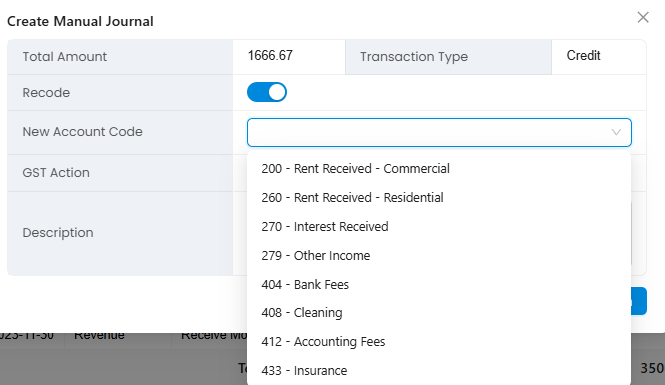 Create Manual Journal
Total Amount 1666.67 Transaction Type Credit
Recode
New Account Code
GST Action
200 - Rent Received - Commercial
260 - Rent Received - Residential
270 - Interest Received
279 - Other Income
404 - Bank Fees
408 - Cleaning
412 - Accounting Fees
433 - Insurance
Description
Revenue
350